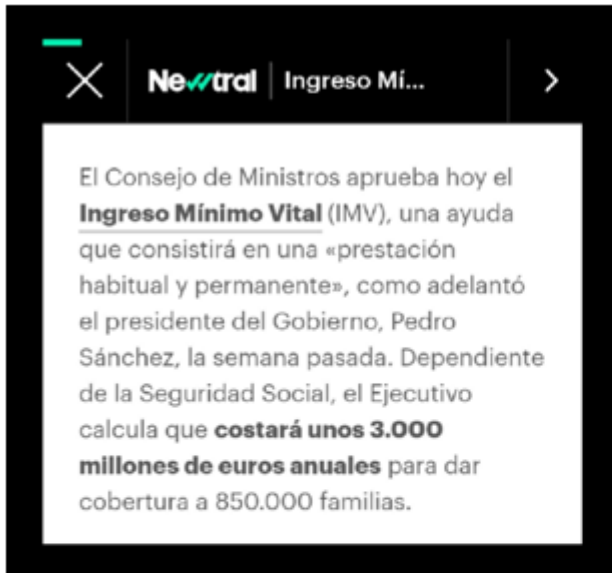 Newtral | Ingreso Mí...
El Consejo de Ministros aprueba hoy el
Ingreso Mínimo Vital (IMV), una ayuda
que consistirá en una «prestación
habitual y permanente», como adelantó
el presidente del Gobierno, Pedro
Sánchez, la semana pasada. Dependiente
de la Seguridad Social, el Ejecutivo
calcula que costará unos 3.000
millones de euros anuales para dar
cobertura a 850.000 familias.